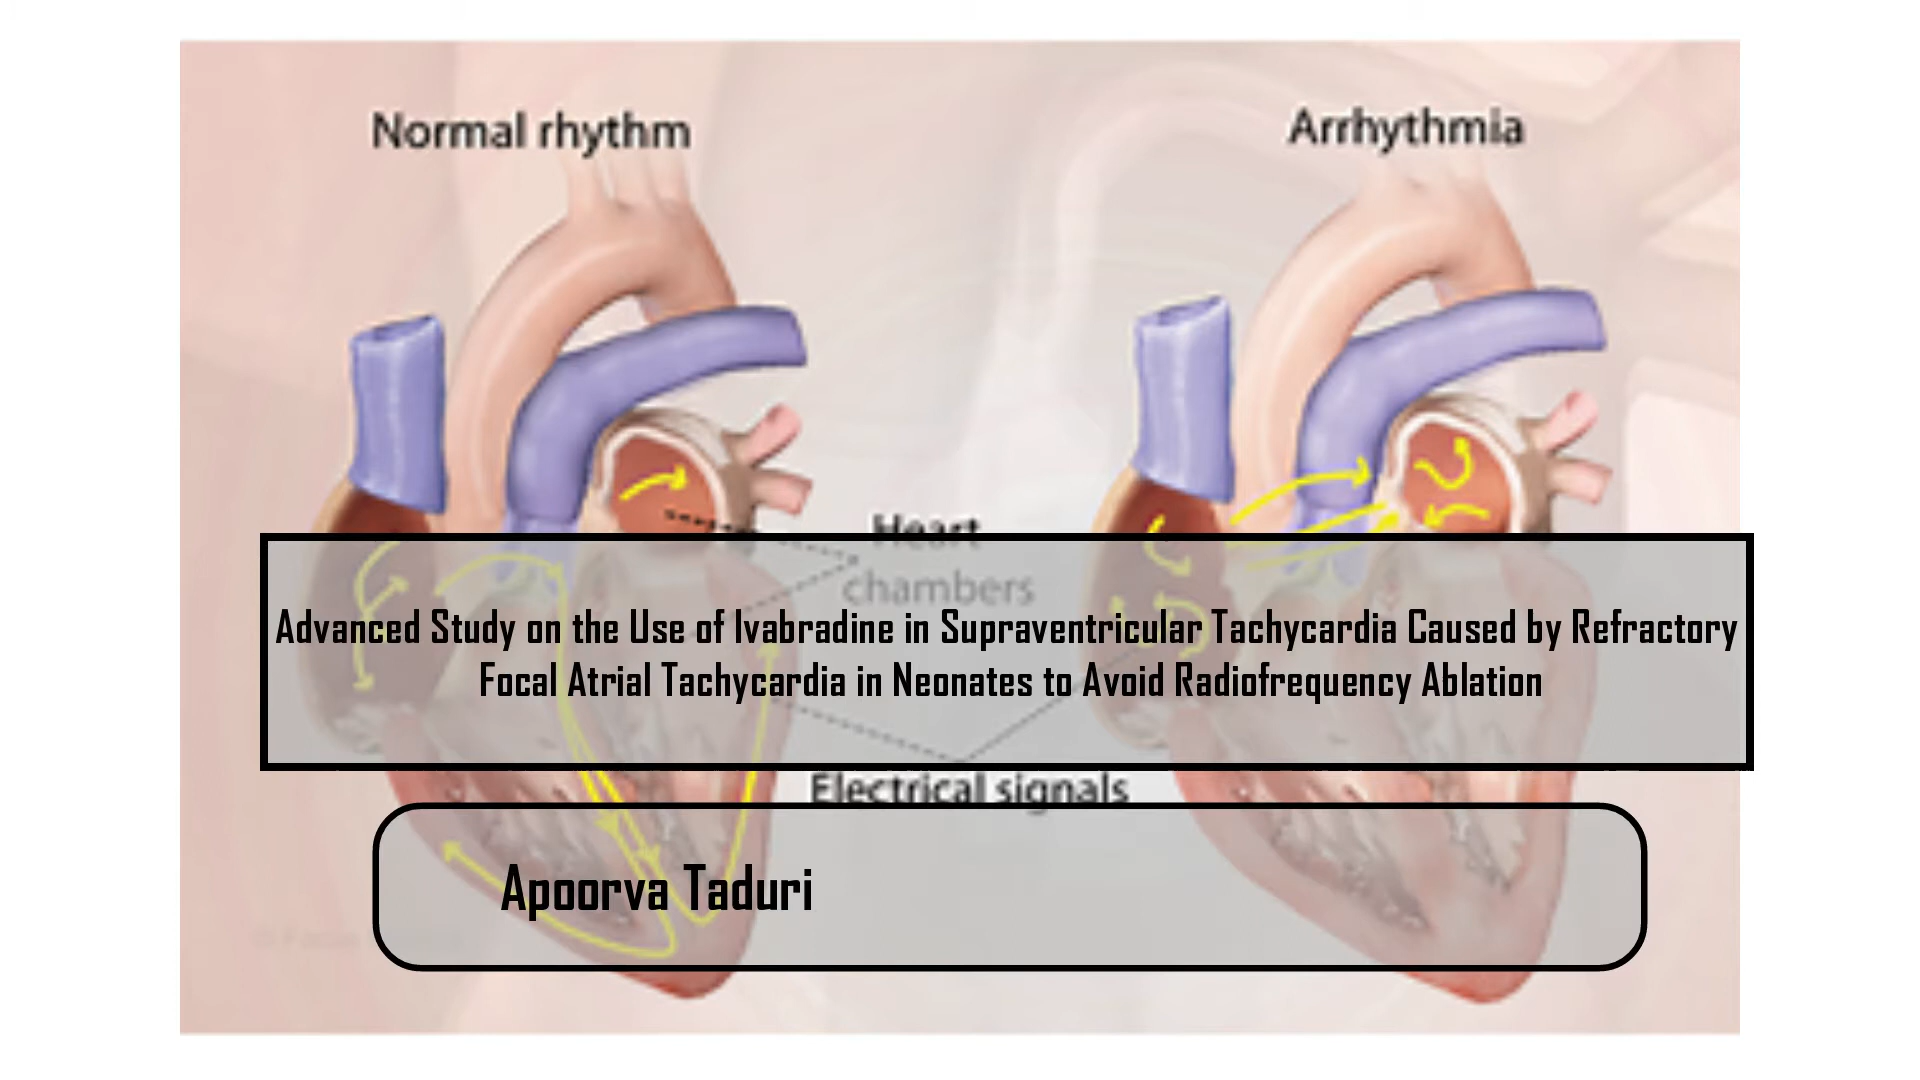 Normal rhythm
Arrhythmia
Heart
chambers
Advanced Study on the Use of Ivabradine in Supraventricular Tachycardia Caused by Refractory
Focal Atrial Tachycardia in Neonates to Avoid Radiofrequency Ablation
Electrical signals
Apoorva Taduri